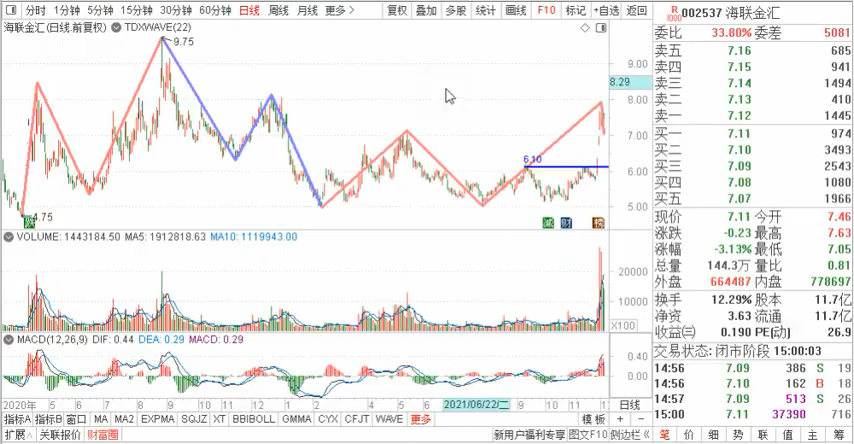 分时 1分钟 5分钟 15分钟 30分钟 60分钟 日线 周线 月线 更多 > 复权 叠加 多股 统计 画线 F10 标记 +自选 返回
海联金汇(日线 前复权) TDXWAVE(22)
9.75
9.00
8.29
8.00
7.00
6.10
6.00
5.00
4.75
VOLUME: 1443184.50 MA5: 1912818.63 MA10: 1119943.00
20000
10000
X100
MACD(12,26,9) DIF: 0.44 DEA: 0.29 MACD: 0.29
0.40
0.00
2020年 5 6 7 8 9 10 11 12 1 2 4 5 6 2021/06/22/二 9 10 11 日线
指标A 指标B 窗口 MA MA2 EXPMA SQJZ XT BBIBOLL GMMA CYX CFJT WAVE 更多 模板 + -
扩展∧ 关联报价 财富圈 新用户福利专享 图文F10 侧边栏<<
R
1000
002537 海联金汇
委比 33.80% 委差 5081
卖五 7.16 685
卖四 7.15 941
卖三 7.14 1494
卖二 7.13 410
卖一 7.12 1445
买一 7.11 974
买二 7.10 3493
买三 7.09 2543
买四 7.08 1080
买五 7.07 1966
现价 7.11 今开 7.46
涨跌 -0.23 最高 7.63
涨幅 -3.13% 最低 7.05
总量 144.3万 量比 0.81
外盘 664487 内盘 778697
换手 12.29% 股本 11.7亿
净资 3.63 流通 11.7亿
收益㈢ 0.190 PE(动) 26.9
交易状态: 闭市阶段 15:00:03
14:56 7.09 386 S 19
14:56 7.10 162 B 18
14:57 7.09 513 S 26
15:00 7.11 37390 716
笔 价 细 势 联 值 主 筹